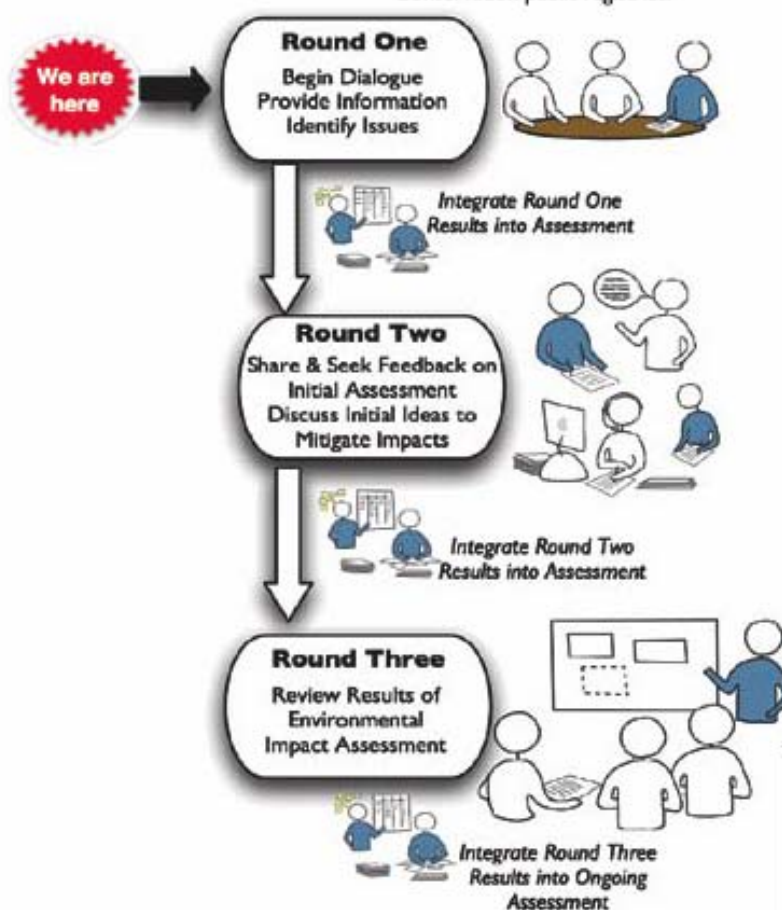 We are
here
Round One
Begin Dialogue
Provide Information
Identify Issues
Integrate Round One
Results into Assessment
Round Two
Share & Seek Feedback on
Initial Assessment
Discuss Initial Ideas to
Mitigate Impacts
Integrate Round Two
Results into Assessment
Round Three
Review Results of
Environmental
Impact Assessment
Integrate Round Three
Results into Ongoing
Assessment